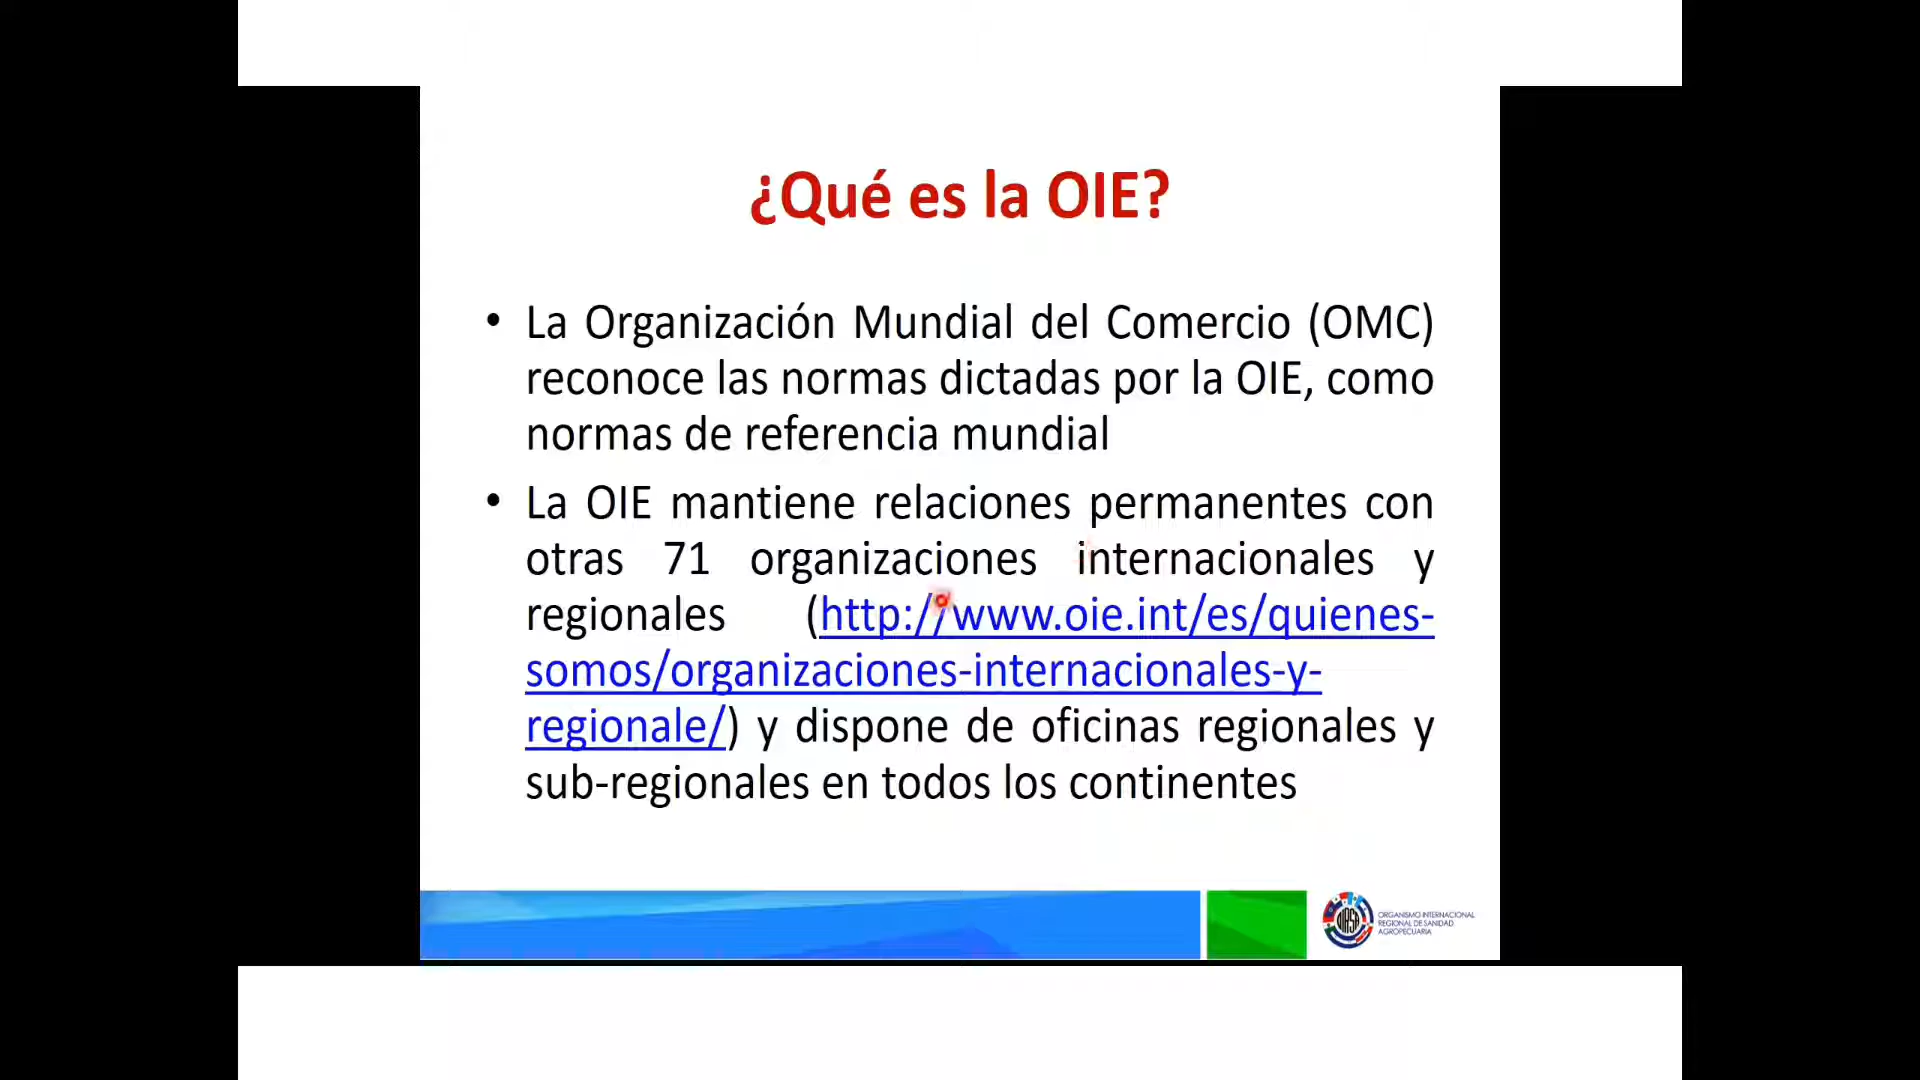 ¿Qué es la OIE?
• La Organización Mundial del Comercio (OMC)
reconoce las normas dictadas por la OIE, como
normas de referencia mundial
• La OIE mantiene relaciones permanentes con
otras 71 organizaciones internacionales y
regionales (http://www.oie.int/es/quienes-
somos/organizaciones-internacionales-y-
regionale/) y dispone de oficinas regionales y
sub-regionales en todos los continentes
OIRSA
ORGANISMO INTERNACIONAL
REGIONAL DE SANIDAD
AGROPECUARIA